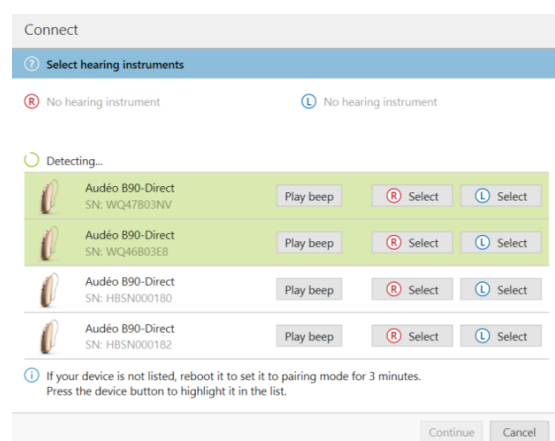 Connect
? Select hearing instruments
R No hearing instrument
L No hearing instrument
Detecting...
Audéo B90-Direct
SN: WQ47B03NV
Play beep
R Select
L Select
Audéo B90-Direct
SN: WQ46B03E8
Play beep
R Select
L Select
Audéo B90-Direct
SN: HBSN000180
Play beep
R Select
L Select
Audéo B90-Direct
SN: HBSN000182
Play beep
R Select
L Select
i If your device is not listed, reboot it to set it to pairing mode for 3 minutes.
Press the device button to highlight it in the list.
Continue
Cancel